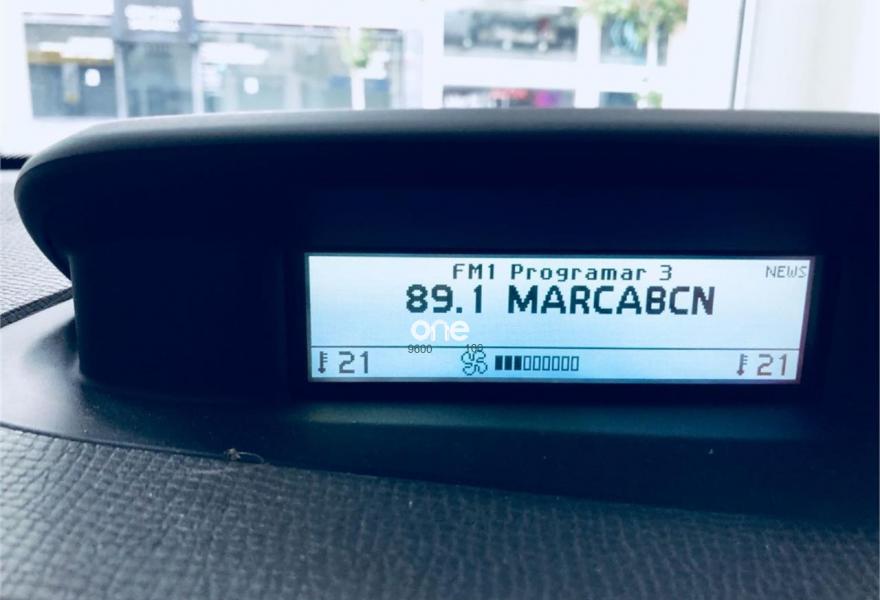 FM1 Programar 3
NEWS
89.1 MARCABCN
one
9600 100
21
21